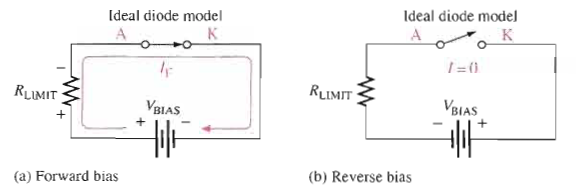 Ideal diode model
A K
I_F
−
R_LIMIT
+
V_BIAS
+ −
(a) Forward bias
Ideal diode model
A K
I = 0
R_LIMIT
V_BIAS
− +
(b) Reverse bias